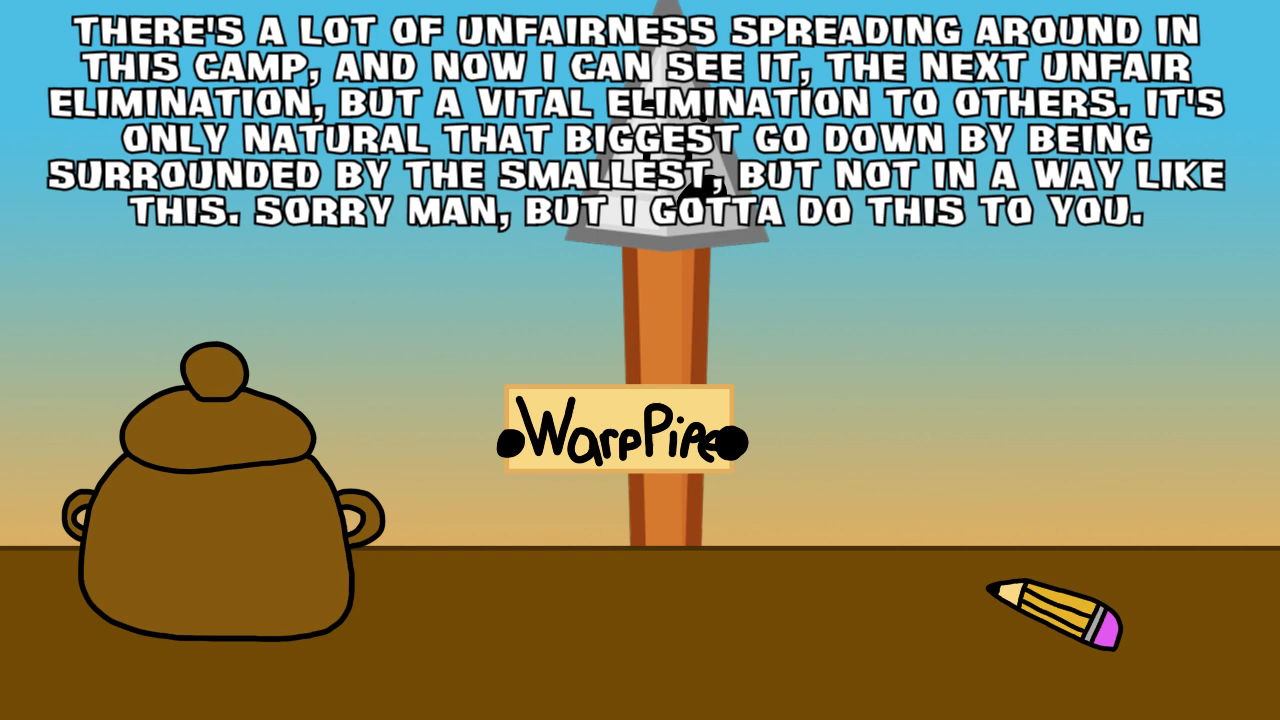 THERE'S A LOT OF UNFAIRNESS SPREADING AROUND IN
THIS CAMP, AND NOW I CAN SEE IT, THE NEXT UNFAIR
ELIMINATION, BUT A VITAL ELIMINATION TO OTHERS. IT'S
ONLY NATURAL THAT BIGGEST GO DOWN BY BEING
SURROUNDED BY THE SMALLEST, BUT NOT IN A WAY LIKE
THIS. SORRY MAN, BUT I GOTTA DO THIS TO YOU.
WarpPipe